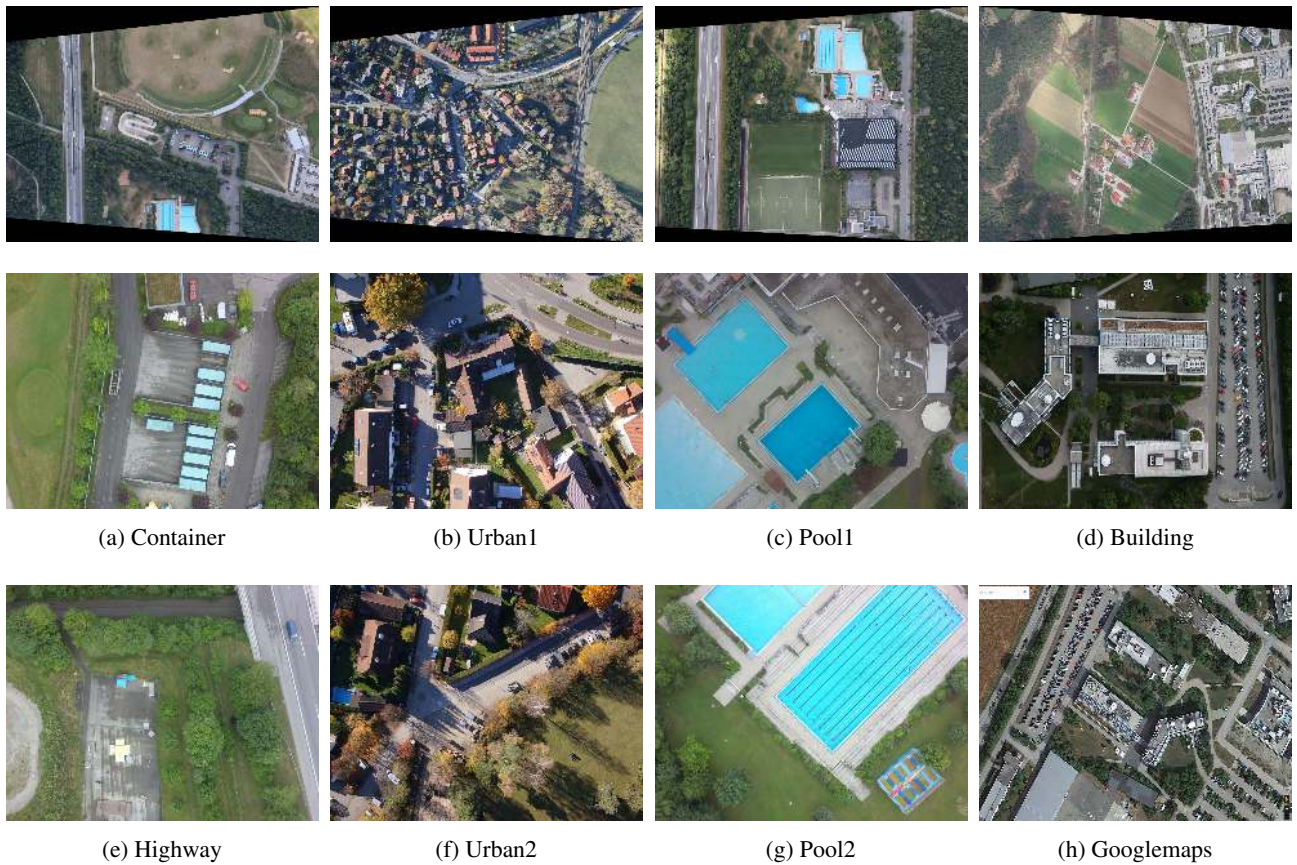 (a) Container
(b) Urban1
(c) Pool1
(d) Building
(e) Highway
(f) Urban2
(g) Pool2
(h) Googlemaps